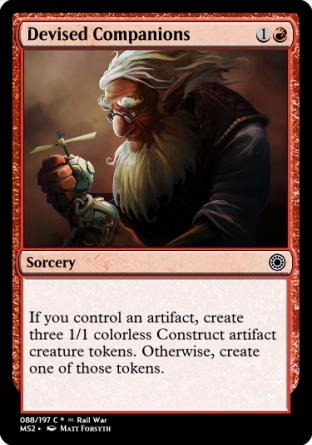 Devised Companions 1
Sorcery
If you control an artifact, create
three 1/1 colorless Construct artifact
creature tokens. Otherwise, create
one of those tokens.
088/197 C * = Rail War
MS2 • Matt Forsyth